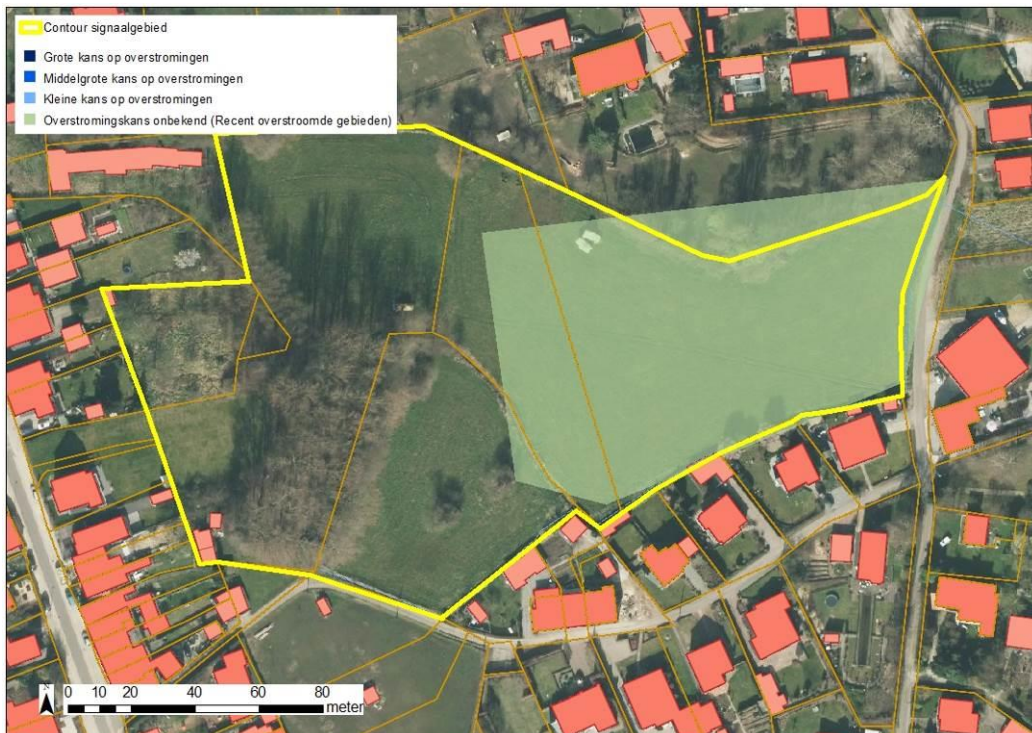 Contour signaalgebied
Grote kans op overstromingen
Middelgrote kans op overstromingen
Kleine kans op overstromingen
Overstromingskans onbekend (Recent overstroomde gebieden)
N
0 10 20 40 60 80
meter